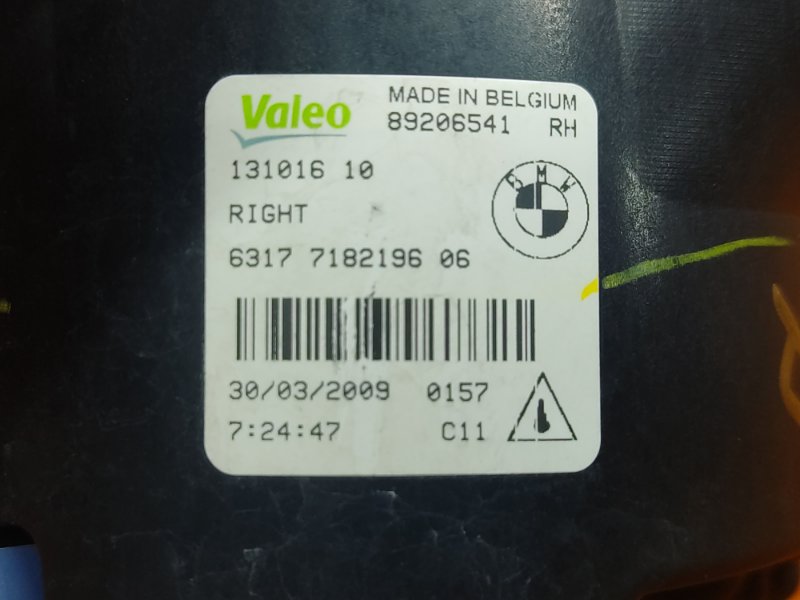 Valeo MADE IN BELGIUM
89206541 RH
131016 10
BMW
RIGHT
6317 7182196 06
30/03/2009 0157
7:24:47 C11